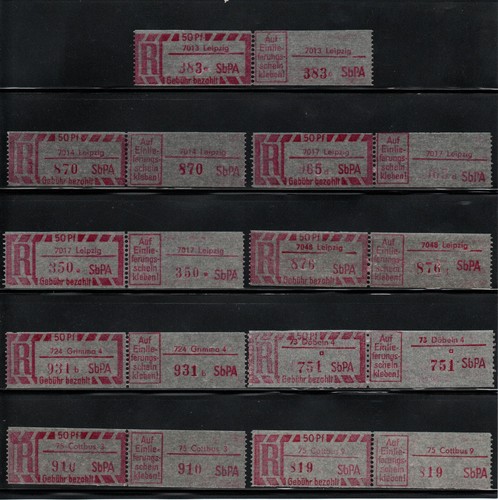 50 Pf
7013 Leipzig
R 383 SbPA
Gebühr bezahlt
Auf Einlie-ferungs-schein kleben!
7013 Leipzig
383 SbPA
50 Pf
7014 Leipzig
R 870 SbPA
Gebühr bezahlt
Auf Einlie-ferungs-schein kleben!
7014 Leipzig
870 SbPA
50 Pf
7017 Leipzig
R SbPA
Gebühr bezahlt
Auf Einlie-ferungs-schein kleben!
7017 Leipzig
SbPA
50 Pf
7017 Leipzig
R 350 SbPA
Gebühr bezahlt
Auf Einlie-ferungs-schein kleben!
7017 Leipzig
350 SbPA
50 Pf
7048 Leipzig
R 876 SbPA
Gebühr bezahlt
Auf Einlie-ferungs-schein kleben!
7048 Leipzig
876 SbPA
50 Pf
724 Grimma 4
R 931 b SbPA
Gebühr bezahlt
Auf Einlie-ferungs-schein kleben!
724 Grimma 4
931 b SbPA
50 Pf
73 Döbeln 4
a
R 751 SbPA
Gebühr bezahlt
Auf Einlie-ferungs-schein kleben!
73 Döbeln 4
a
751 SbPA
50 Pf
75 Cottbus
R 910 SbPA
Gebühr bezahlt
Auf Einlie-ferungs-schein kleben!
75 Cottbus
910 SbPA
50 Pf
75 Cottbus 9
R 819 SbPA
Gebühr bezahlt
Auf Einlie-ferungs-schein kleben!
75 Cottbus 9
819 SbPA